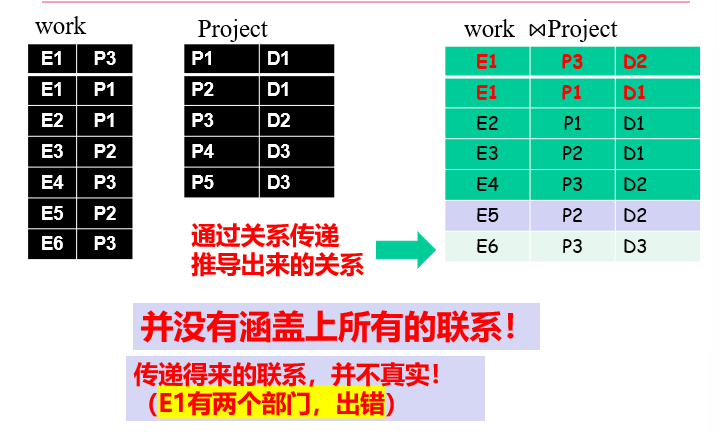 work
E1 P3
E1 P1
E2 P1
E3 P2
E4 P3
E5 P2
E6 P3
Project
P1 D1
P2 D1
P3 D2
P4 D3
P5 D3
work ⋈Project
E1 P3 D2
E1 P1 D1
E2 P1 D1
E3 P2 D1
E4 P3 D2
E5 P2 D2
E6 P3 D3
通过关系传递
推导出来的关系
并没有涵盖上所有的联系！
传递得来的联系，并不真实！
（E1有两个部门，出错）